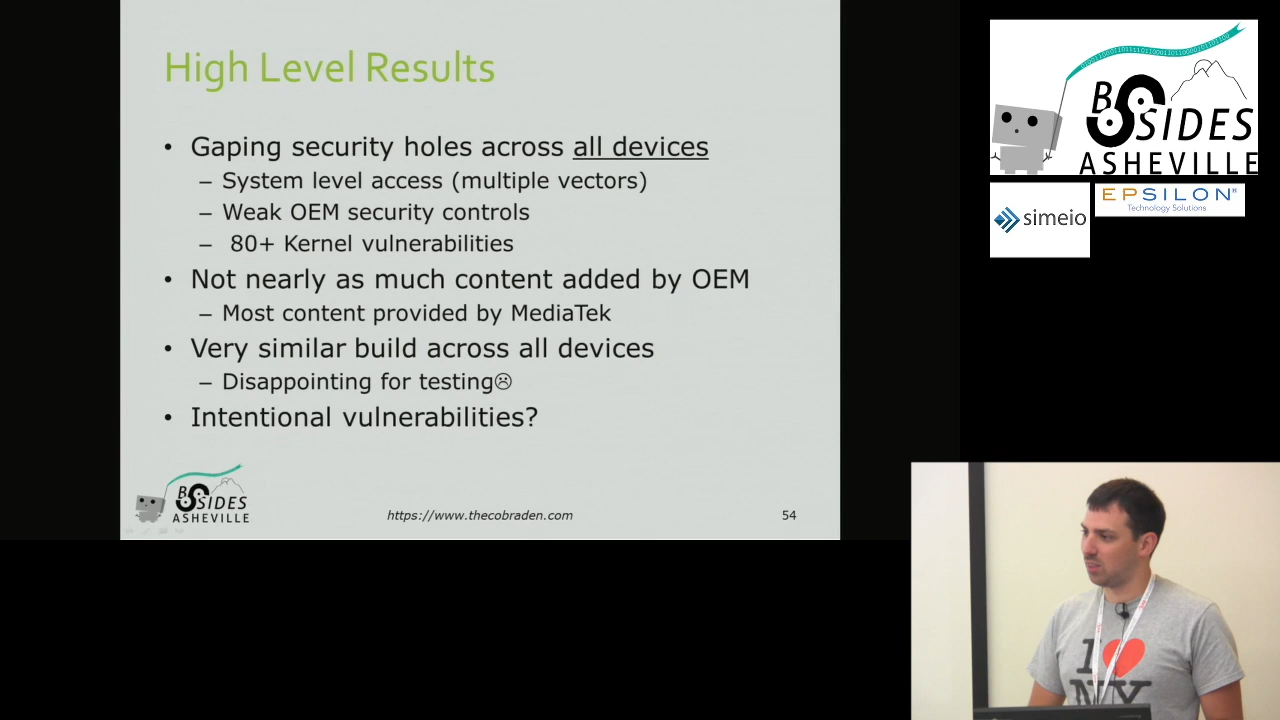 High Level Results
• Gaping security holes across all devices
– System level access (multiple vectors)
– Weak OEM security controls
– 80+ Kernel vulnerabilities
• Not nearly as much content added by OEM
– Most content provided by MediaTek
• Very similar build across all devices
– Disappointing for testing☹
• Intentional vulnerabilities?
BSIDES
ASHEVILLE
https://www.thecobraden.com
54
BSIDES
ASHEVILLE
simeio
EPSILON®
Technology Solutions
I ❤
NY